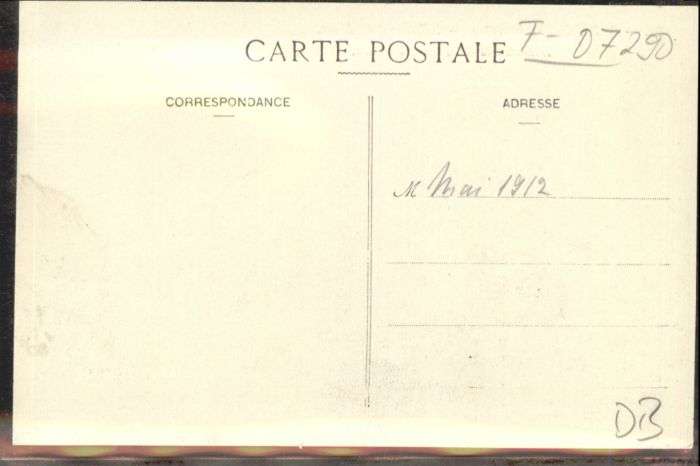 CARTE POSTALE
F-07290
CORRESPONDANCE
ADRESSE
Mai 1912
DB